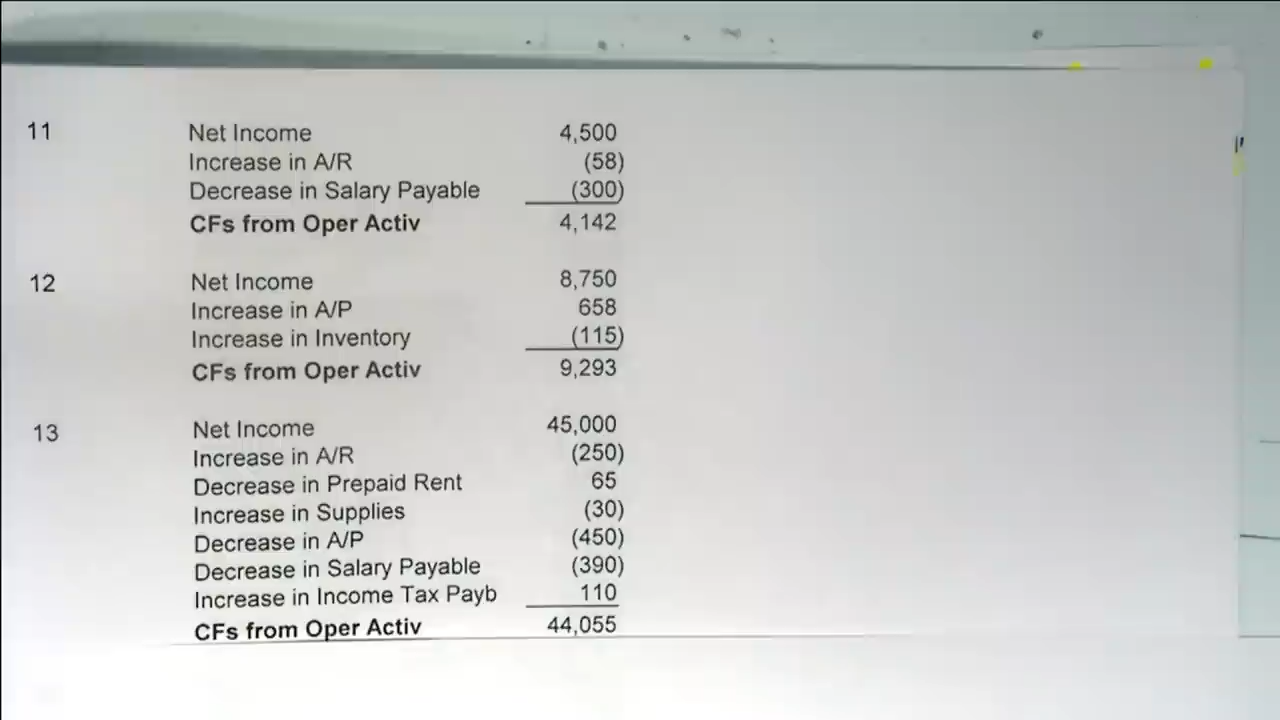 11 Net Income 4,500
Increase in A/R (58)
Decrease in Salary Payable (300)
CFs from Oper Activ 4,142
12 Net Income 8,750
Increase in A/P 658
Increase in Inventory (115)
CFs from Oper Activ 9,293
13 Net Income 45,000
Increase in A/R (250)
Decrease in Prepaid Rent 65
Increase in Supplies (30)
Decrease in A/P (450)
Decrease in Salary Payable (390)
Increase in Income Tax Payb 110
CFs from Oper Activ 44,055